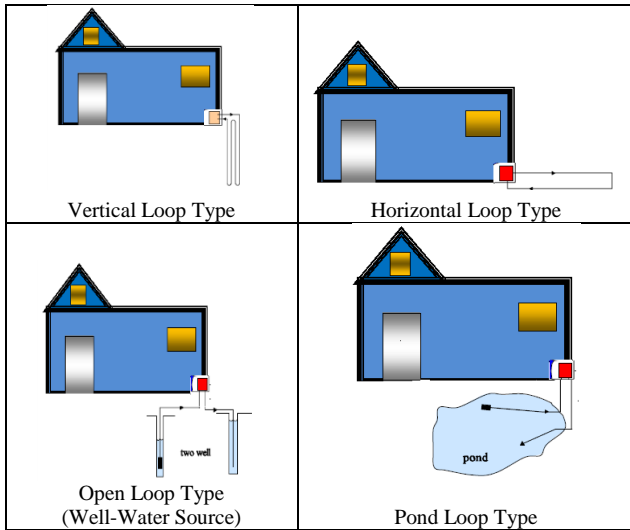 Vertical Loop Type
Horizontal Loop Type
two well
Open Loop Type
(Well-Water Source)
pond
Pond Loop Type